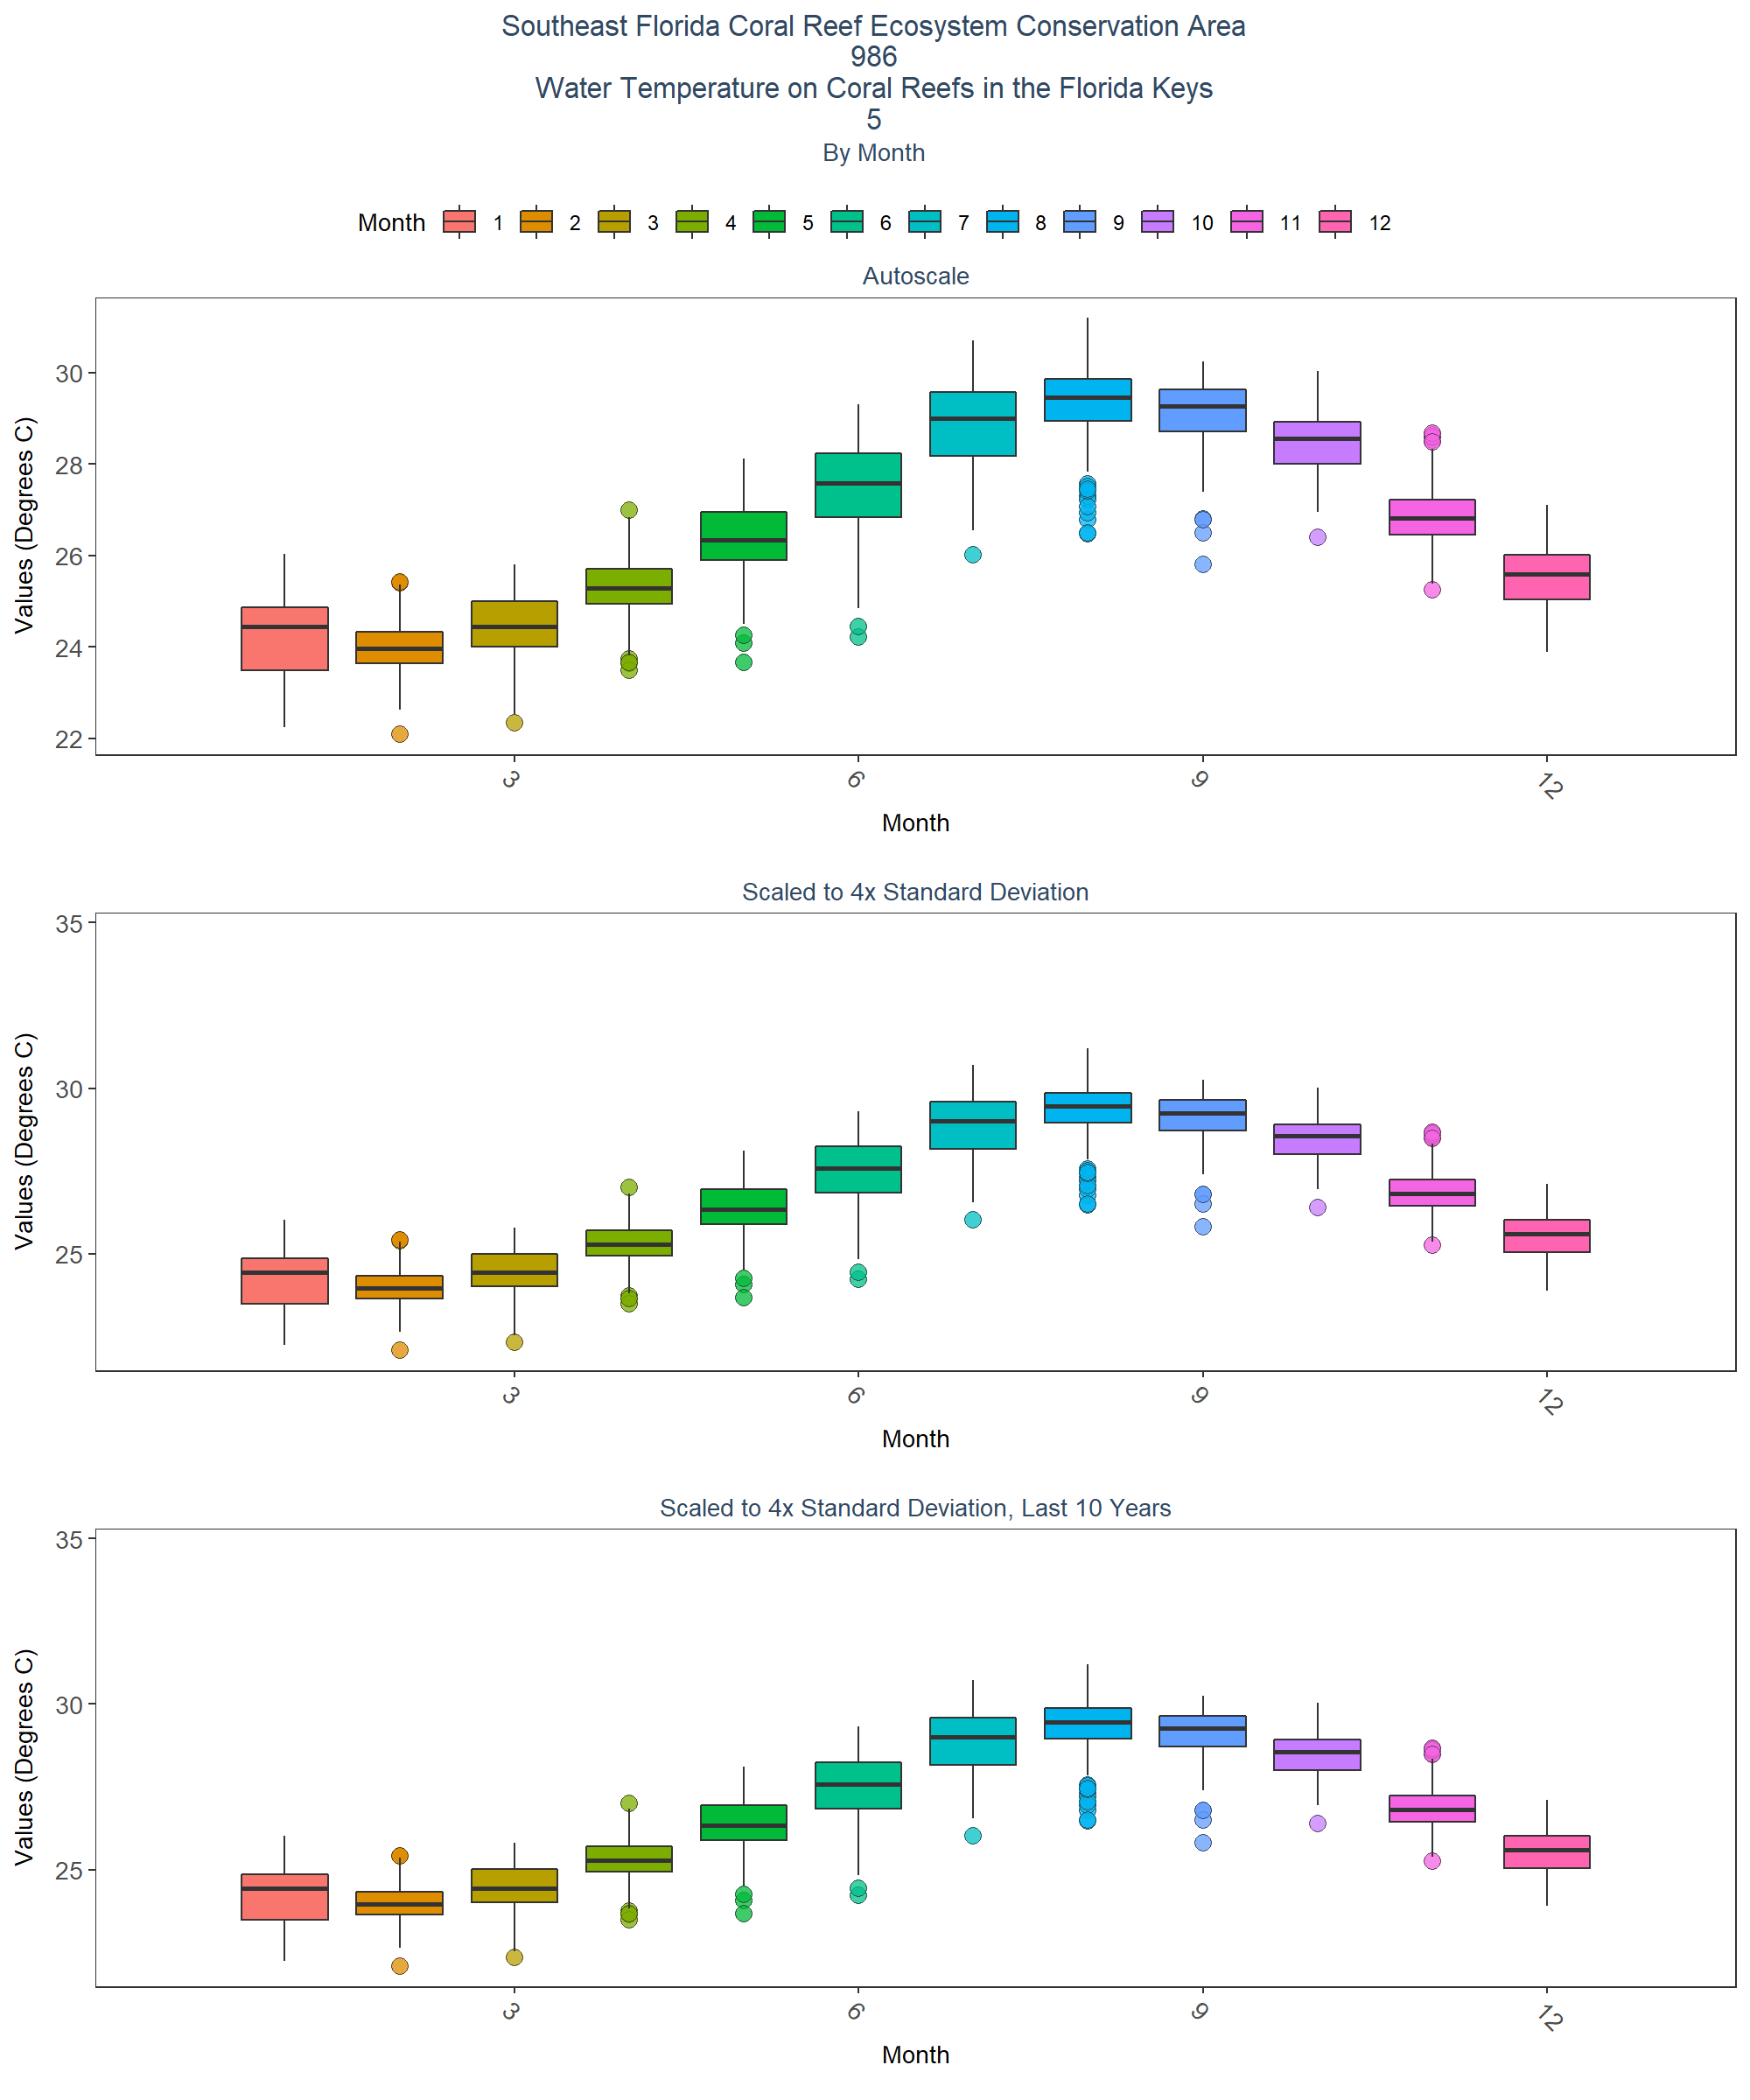 Southeast Florida Coral Reef Ecosystem Conservation Area
986
Water Temperature on Coral Reefs in the Florida Keys
5
By Month
Month 1 2 3 4 5 6 7 8 9 10 11 12
Autoscale
Values (Degrees C)
30
28
26
24
22
3 6 9 12
Month
Scaled to 4x Standard Deviation
Values (Degrees C)
35
30
25
3 6 9 12
Month
Scaled to 4x Standard Deviation, Last 10 Years
Values (Degrees C)
35
30
25
3 6 9 12
Month